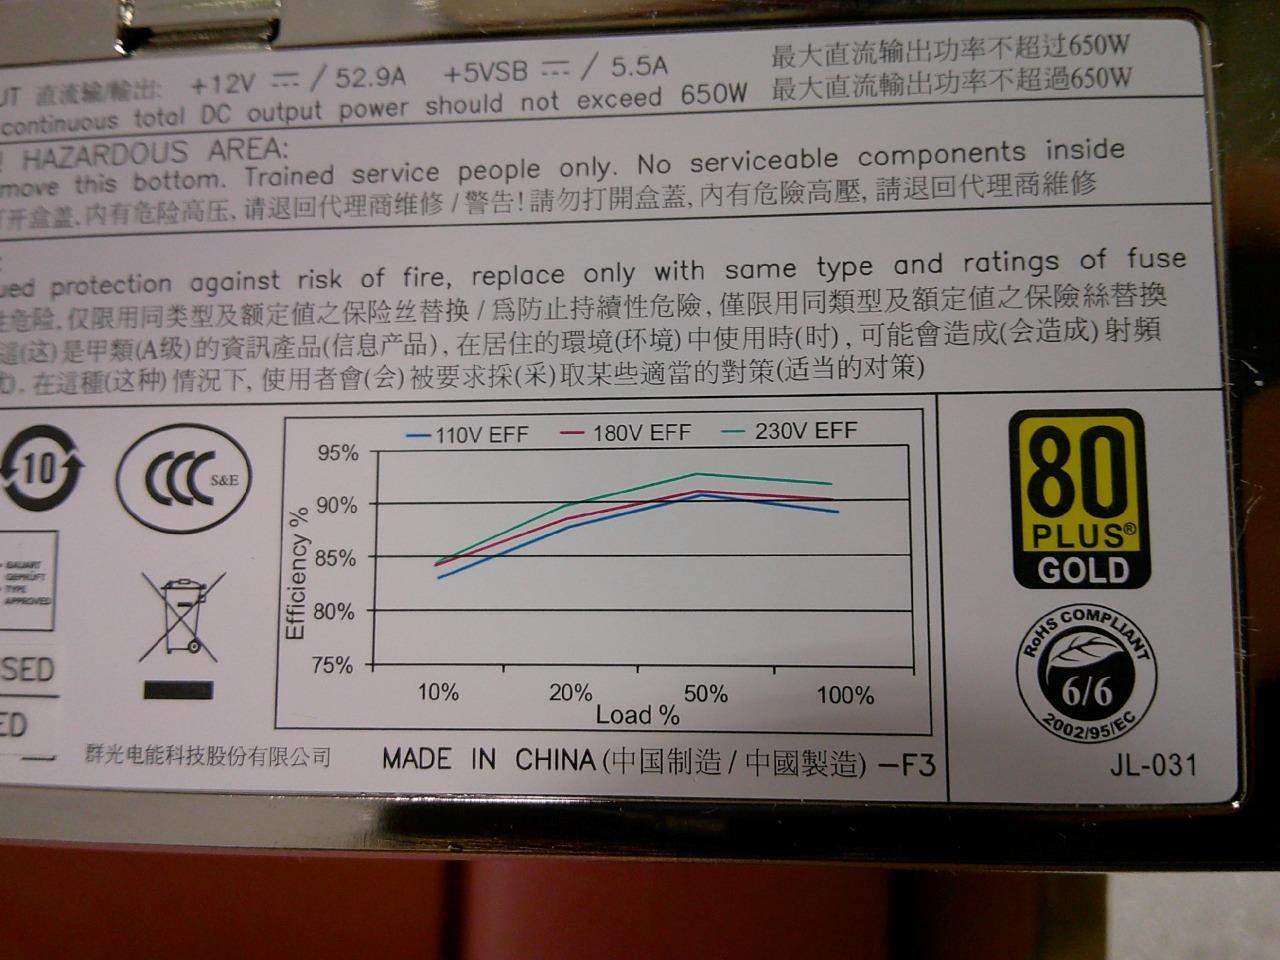 UT 直流输/輸出: +12V ⎓ / 52.9A +5VSB ⎓ / 5.5A 最大直流输出功率不超过650W
continuous total DC output power should not exceed 650W 最大直流輸出功率不超過650W
! HAZARDOUS AREA:
move this bottom. Trained service people only. No serviceable components inside
打开盒蓋、内有危险高压、请退回代理商维修 / 警告!請勿打開盒蓋, 內有危險高壓, 請退回代理商維修
:
ued protection against risk of fire, replace only with same type and ratings of fuse
性危险, 仅限用同类型及额定値之保险丝替换 / 爲防止持續性危險, 僅限用同類型及額定値之保險絲替換
這(这)是甲類(A级)的資訊產品(信息产品), 在居住的環境(环境)中使用時(时), 可能會造成(会造成)射頻
. 在這種(这种)情況下, 使用者會(会)被要求採(采)取某些適當的對策(适当的对策)
10
CCC S&E
BAUART
GEPRÜFT
TYPE
APPROVED
SED
ED
110V EFF 180V EFF 230V EFF
95%
90%
85%
80%
75%
Efficiency %
10% 20% 50% 100%
Load %
80
PLUS®
GOLD
RoHS COMPLIANT
6/6
2002/95/EC
群光电能科技股份有限公司 MADE IN CHINA (中国制造 / 中國製造) -F3
JL-031